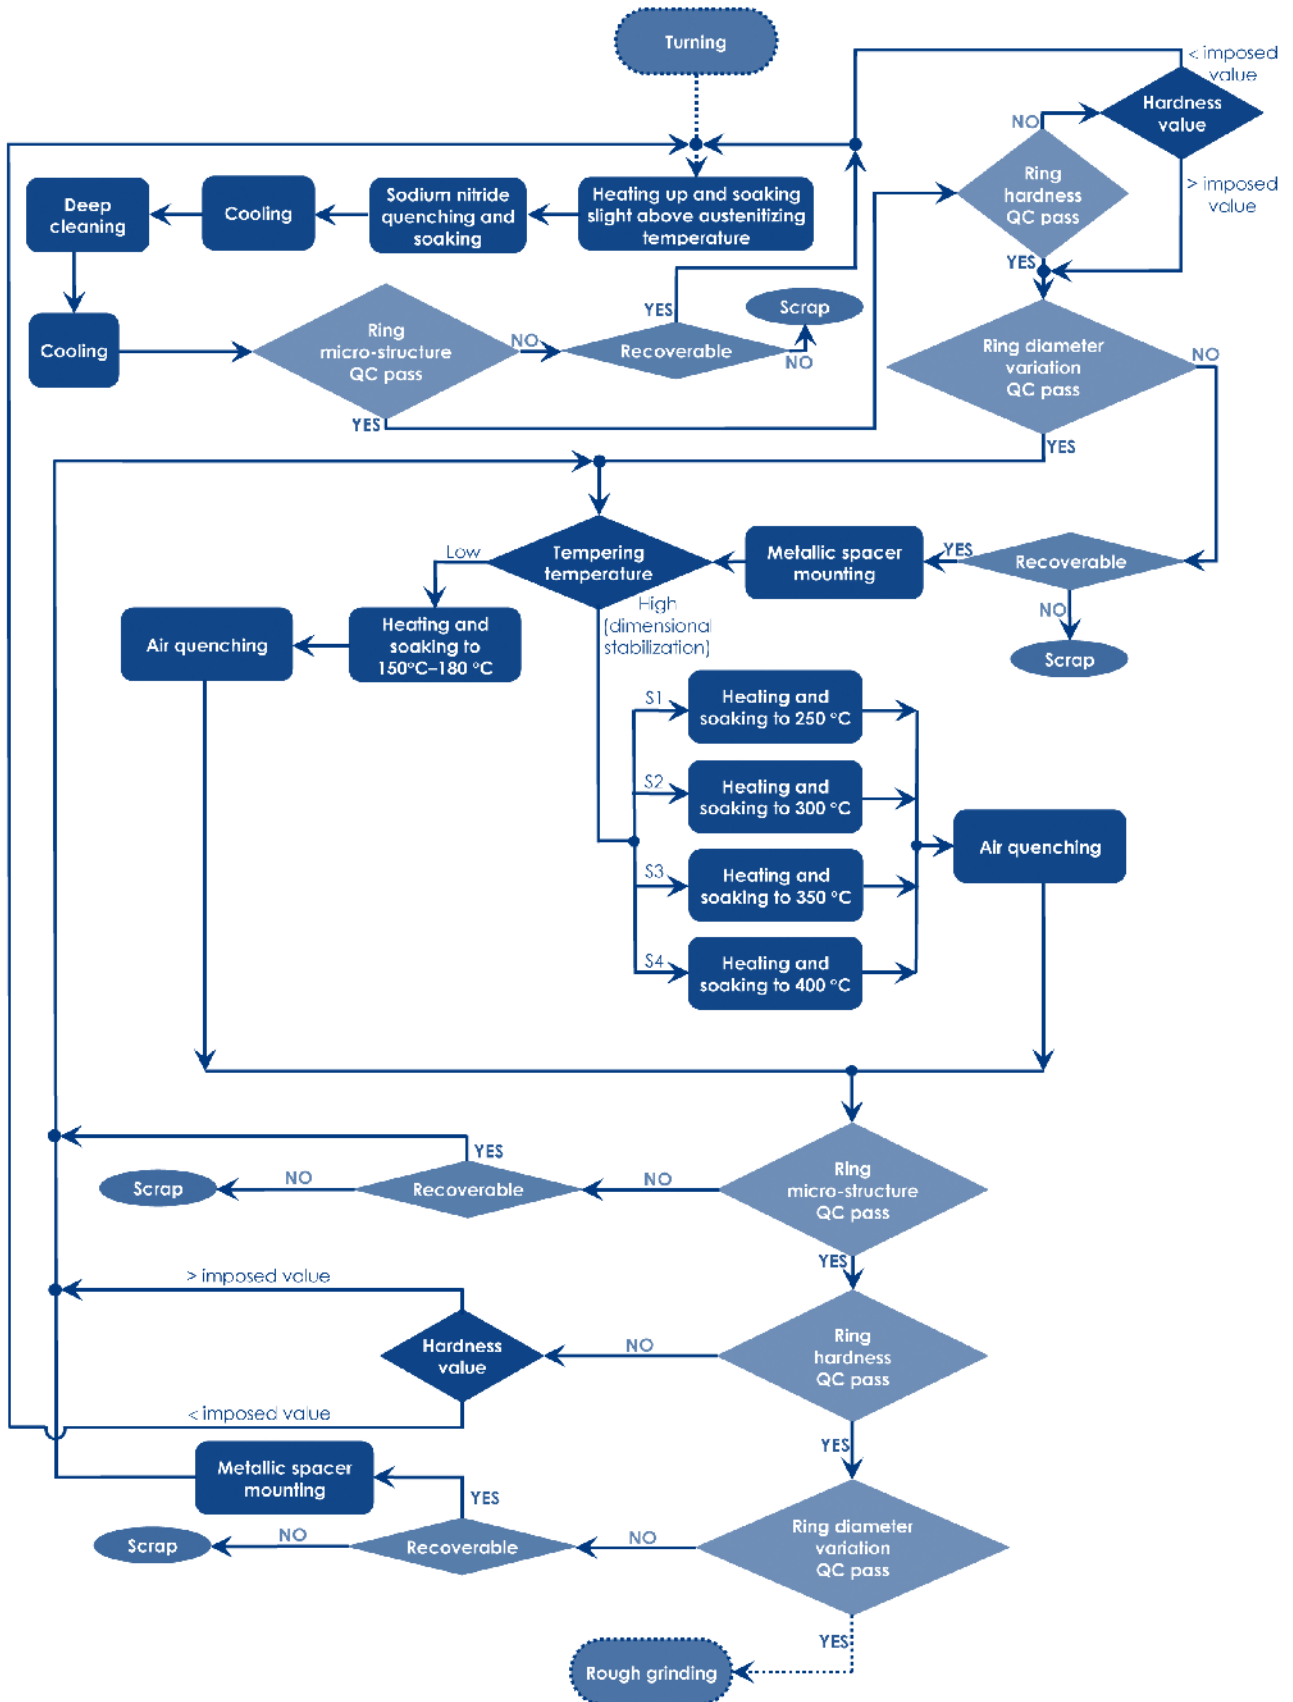 Turning
< imposed
value
Hardness
value
NO
> imposed
value
Ring
hardness
QC pass
YES
Deep
cleaning
Cooling
Sodium nitride
quenching and
soaking
Heating up and soaking
slight above austenitizing
temperature
Cooling
Ring
micro-structure
QC pass
NO
YES
YES
Recoverable
NO
Scrap
Ring diameter
variation
QC pass
NO
YES
Low
Tempering
temperature
Metallic spacer
mounting
YES
Recoverable
NO
Scrap
High
(dimensional
stabilization)
Air quenching
Heating and
soaking to
150°C–180 °C
S1
Heating and
soaking to 250 °C
S2
Heating and
soaking to 300 °C
S3
Heating and
soaking to 350 °C
S4
Heating and
soaking to 400 °C
Air quenching
YES
Scrap
NO
Recoverable
NO
Ring
micro-structure
QC pass
YES
> imposed value
Hardness
value
NO
Ring
hardness
QC pass
< imposed value
YES
Metallic spacer
mounting
YES
Scrap
NO
Recoverable
NO
Ring diameter
variation
QC pass
YES
Rough grinding